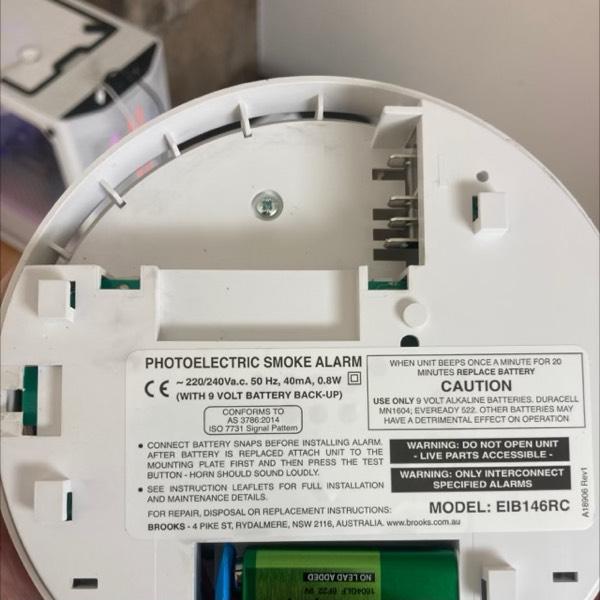 PHOTOELECTRIC SMOKE ALARM
CE ~ 220/240Va.c. 50 Hz, 40mA, 0.8W
(WITH 9 VOLT BATTERY BACK-UP)
CONFORMS TO
AS 3786:2014
ISO 7731 Signal Pattern
• CONNECT BATTERY SNAPS BEFORE INSTALLING ALARM.
AFTER BATTERY IS REPLACED ATTACH UNIT TO THE
MOUNTING PLATE FIRST AND THEN PRESS THE TEST
BUTTON - HORN SHOULD SOUND LOUDLY.
• SEE INSTRUCTION LEAFLETS FOR FULL INSTALLATION
AND MAINTENANCE DETAILS.
FOR REPAIR, DISPOSAL OR REPLACEMENT INSTRUCTIONS:
BROOKS - 4 PIKE ST, RYDALMERE, NSW 2116, AUSTRALIA. www.brooks.com.au
WHEN UNIT BEEPS ONCE A MINUTE FOR 20
MINUTES REPLACE BATTERY
CAUTION
USE ONLY 9 VOLT ALKALINE BATTERIES. DURACELL
MN1604; EVEREADY 522. OTHER BATTERIES MAY
HAVE A DETRIMENTAL EFFECT ON OPERATION
WARNING: DO NOT OPEN UNIT
- LIVE PARTS ACCESSIBLE -
WARNING: ONLY INTERCONNECT
SPECIFIED ALARMS
MODEL: EIB146RC
A18906 Rev1
NO LEAD ADDED
1604GLF 6F22 9V